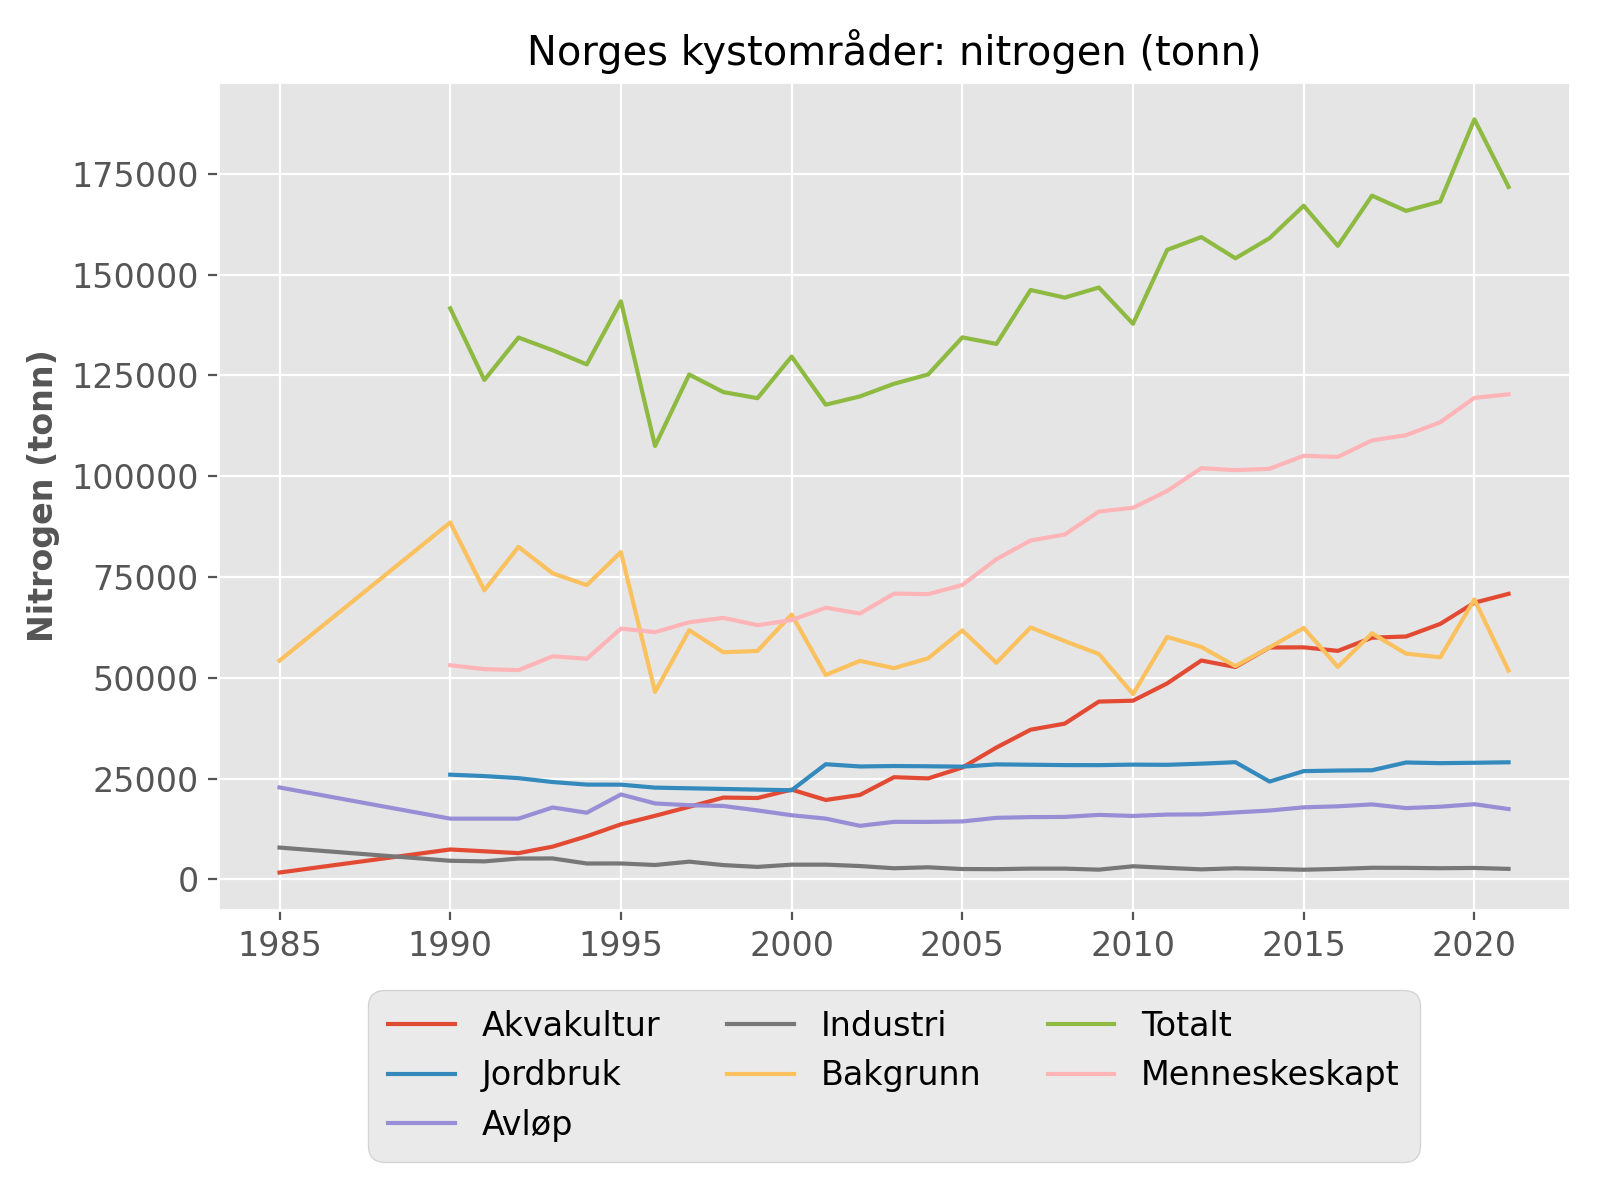 Norges kystområder: nitrogen (tonn)
Nitrogen (tonn)
175000
150000
125000
100000
75000
50000
25000
0
1985 1990 1995 2000 2005 2010 2015 2020
Akvakultur Industri Totalt
Jordbruk Bakgrunn Menneskeskapt
Avløp